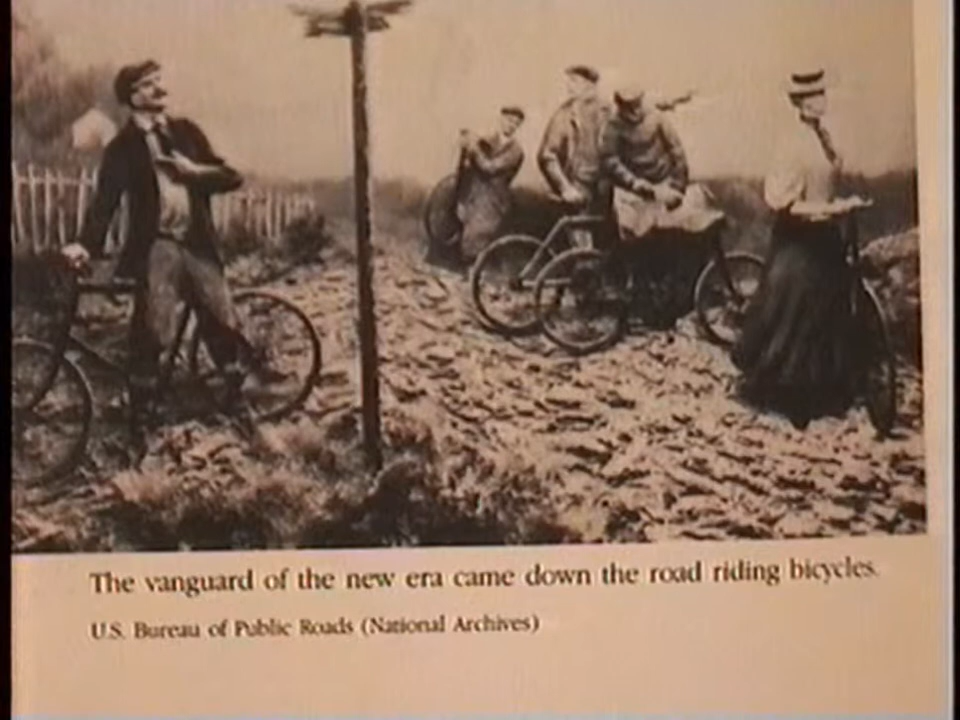 The vanguard of the new era came down the road riding bicycles.
U.S. Bureau of Public Roads (National Archives)